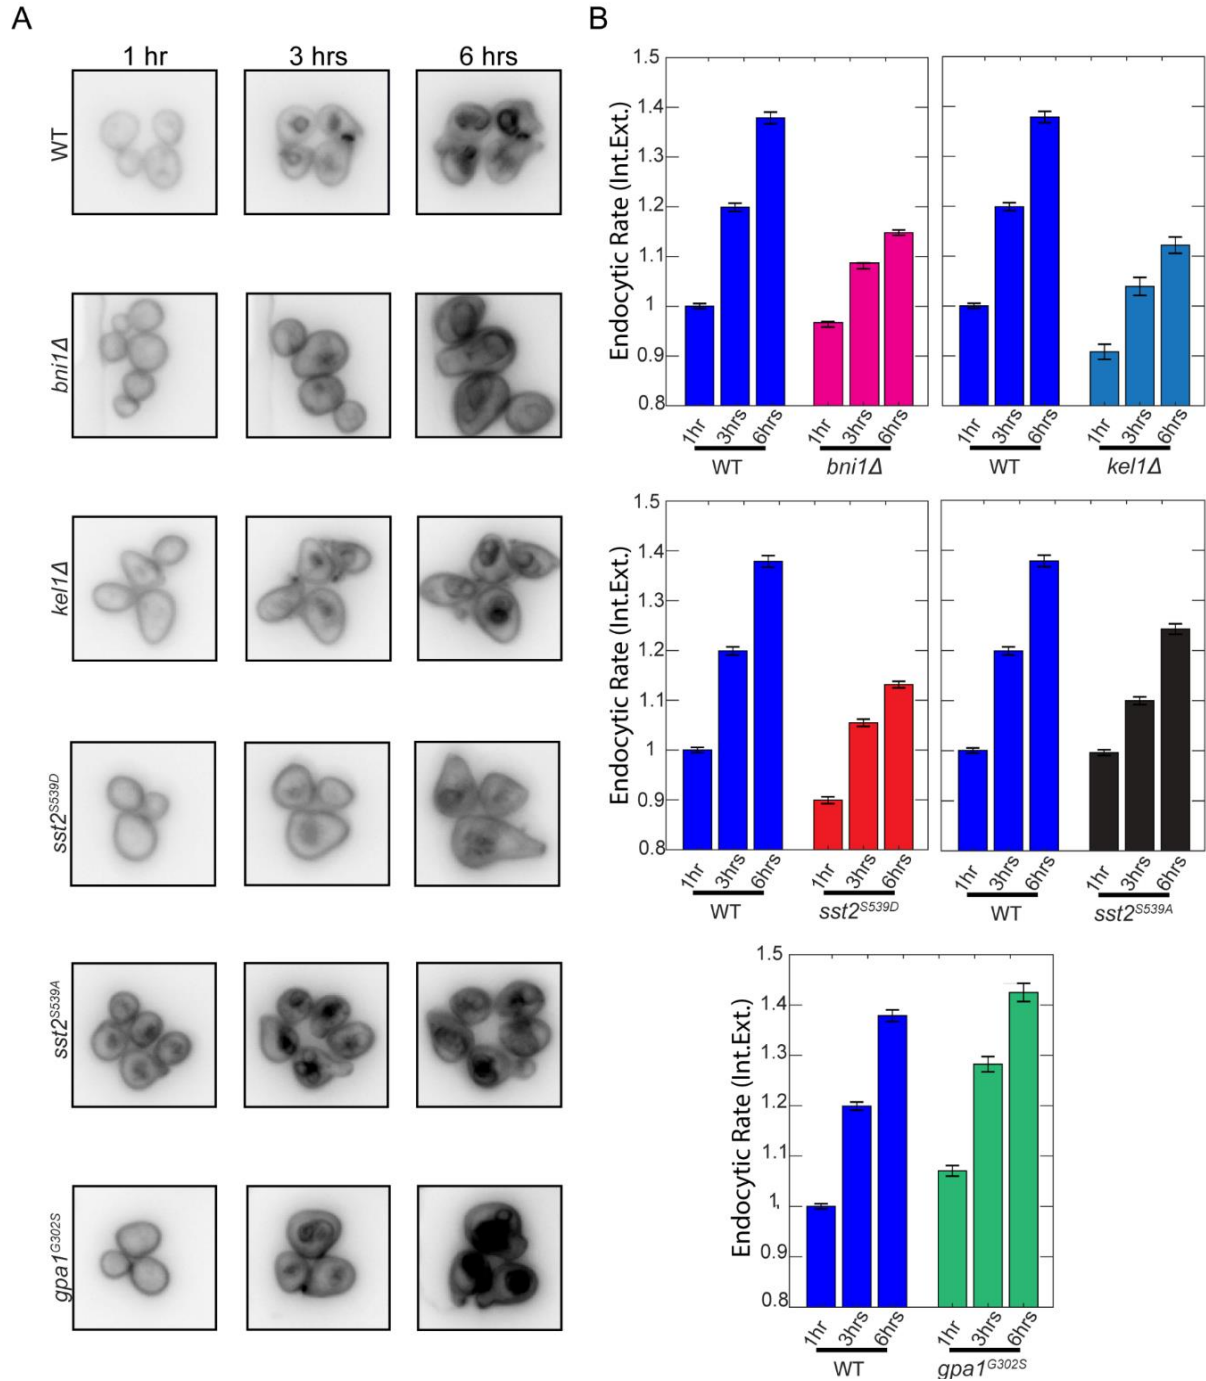 A
1 hr 3 hrs 6 hrs
WT
bni1Δ
kel1Δ
sst2S539D
sst2S539A
gpa1G302S
B
Endocytic Rate (Int.Ext.)
1.5
1.4
1.3
1.2
1.1
1
0.9
0.8
1hr 3hrs 6hrs 1hr 3hrs 6hrs
WT bni1Δ
1hr 3hrs 6hrs 1hr 3hrs 6hrs
WT kel1Δ
Endocytic Rate (Int.Ext.)
1.5
1.4
1.3
1.2
1.1
1
0.9
0.8
1hr 3hrs 6hrs 1hr 3hrs 6hrs
WT sst2S539D
1hr 3hrs 6hrs 1hr 3hrs 6hrs
WT sst2S539A
Endocytic Rate (Int.Ext.)
1.5
1.4
1.3
1.2
1.1
1
0.9
0.8
1hr 3hrs 6hrs 1hr 3hrs 6hrs
WT gpa1G302S